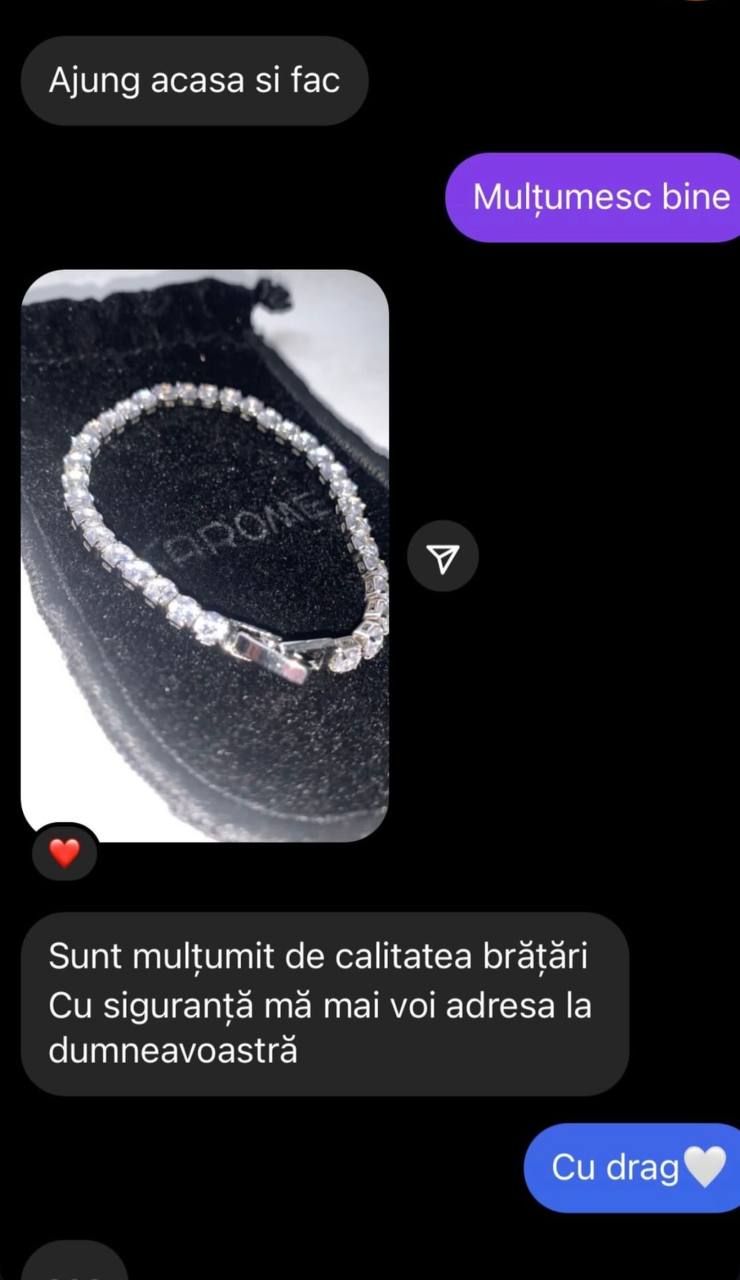 Ajung acasa si fac
Mulțumesc bine
AROME
Sunt mulțumit de calitatea brățări
Cu siguranță mă mai voi adresa la
dumneavoastră
Cu drag🤍